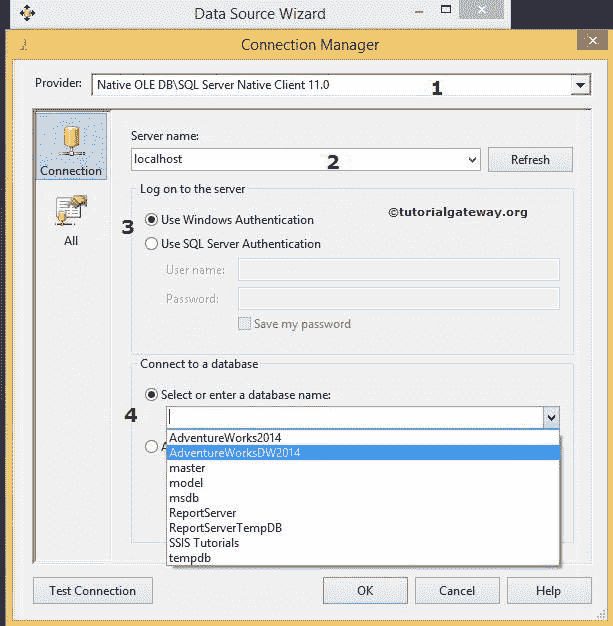 Data Source Wizard
Connection Manager
Provider: Native OLE DB\SQL Server Native Client 11.0 1
Connection
All
Server name:
localhost 2 Refresh
Log on to the server
©tutorialgateway.org
3 Use Windows Authentication
Use SQL Server Authentication
User name:
Password:
Save my password
Connect to a database
4 Select or enter a database name:
AdventureWorks2014
A
AdventureWorksDW2014
master
model
msdb
ReportServer
ReportServerTempDB
SSIS Tutorials
tempdb
Test Connection OK Cancel Help